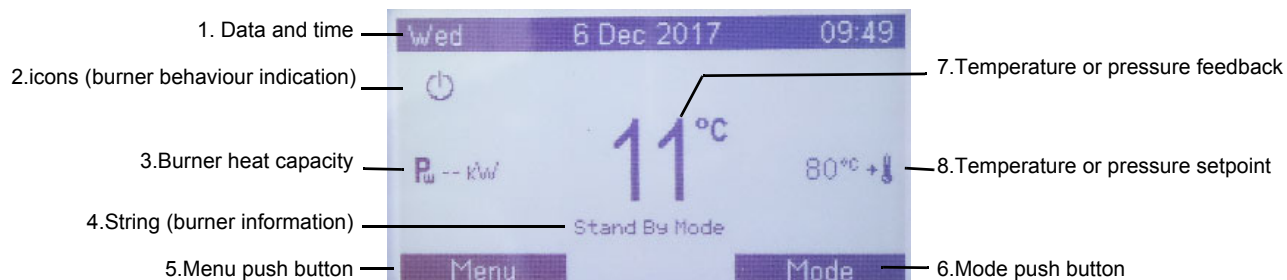 1. Data and time
Wed 6 Dec 2017 09:49
2.icons (burner behaviour indication)
7.Temperature or pressure feedback
11°C
3.Burner heat capacity
Pw -- kW
80°C
8.Temperature or pressure setpoint
4.String (burner information)
Stand By Mode
5.Menu push button
Menu
Mode
6.Mode push button